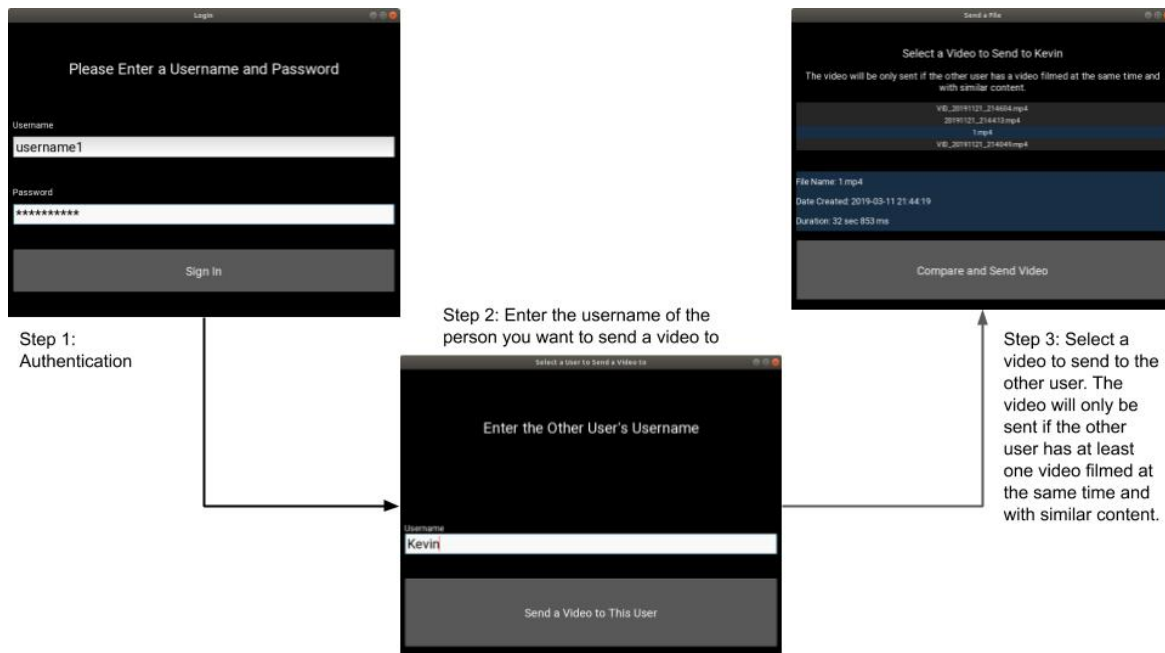 Login
Please Enter a Username and Password
Username
username1
Password
**********
Sign In
Step 1:
Authentication
Step 2: Enter the username of the
person you want to send a video to
Select a User to Send a Video to
Enter the Other User's Username
Username
Kevin
Send a Video to This User
Send a File
Select a Video to Send to Kevin
The video will be only sent if the other user has a video filmed at the same time and
with similar content.
VID_20191121_214604.mp4
20191121_214413.mp4
1.mp4
VID_20191121_214049.mp4
File Name: 1.mp4
Date Created: 2019-03-11 21:44:19
Duration: 32 sec 853 ms
Compare and Send Video
Step 3: Select a
video to send to the
other user. The
video will only be
sent if the other
user has at least
one video filmed at
the same time and
with similar content.